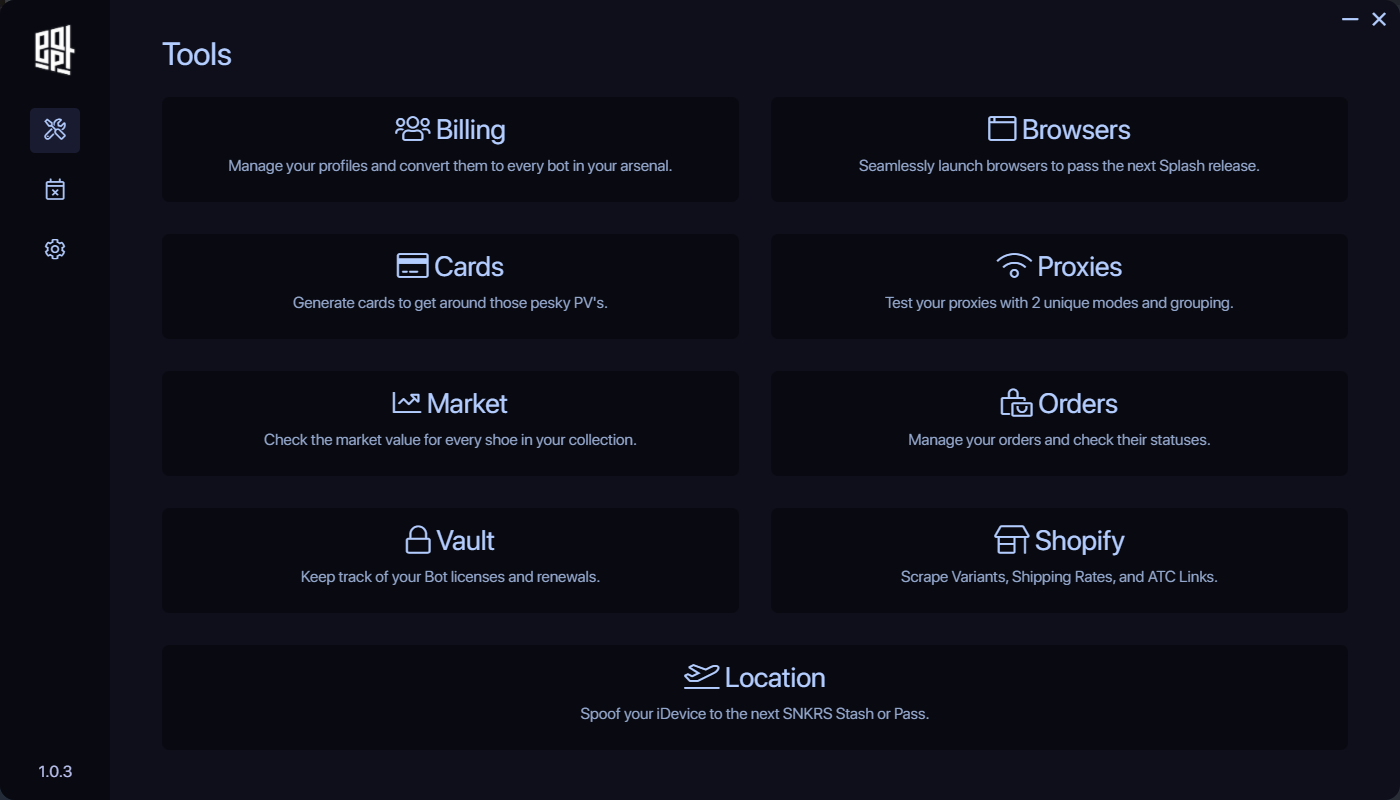 Tools
Billing
Manage your profiles and convert them to every bot in your arsenal.
Browsers
Seamlessly launch browsers to pass the next Splash release.
Cards
Generate cards to get around those pesky PV's.
Proxies
Test your proxies with 2 unique modes and grouping.
Market
Check the market value for every shoe in your collection.
Orders
Manage your orders and check their statuses.
Vault
Keep track of your Bot licenses and renewals.
Shopify
Scrape Variants, Shipping Rates, and ATC Links.
Location
Spoof your iDevice to the next SNKRS Stash or Pass.
1.0.3